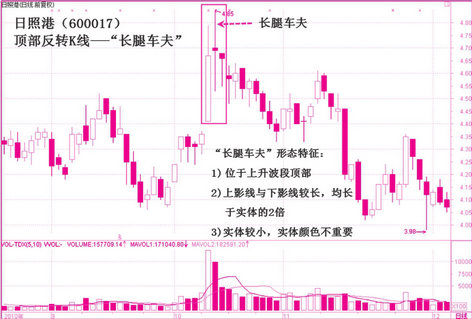 日照港(日线.前复权)
日照港（600017）
顶部反转K线——“长腿车夫”
4.85
长腿车夫
“长腿车夫”形态特征：
1) 位于上升波段顶部
2) 上影线与下影线较长，均长
于实体的2倍
3)实体较小，实体颜色不重要
3.98
4.80
4.75
4.70
4.65
4.60
4.55
4.50
4.45
4.40
4.35
4.30
4.25
4.20
4.15
4.10
4.05
4.00
VOL-TDX(5,10) VVOL:- VOLUME:157709.14↑ MAVOL1:171040.80↓ MAVOL2:182591.20↑
10000
5000
X100
2010年
9
10
11
12
日线